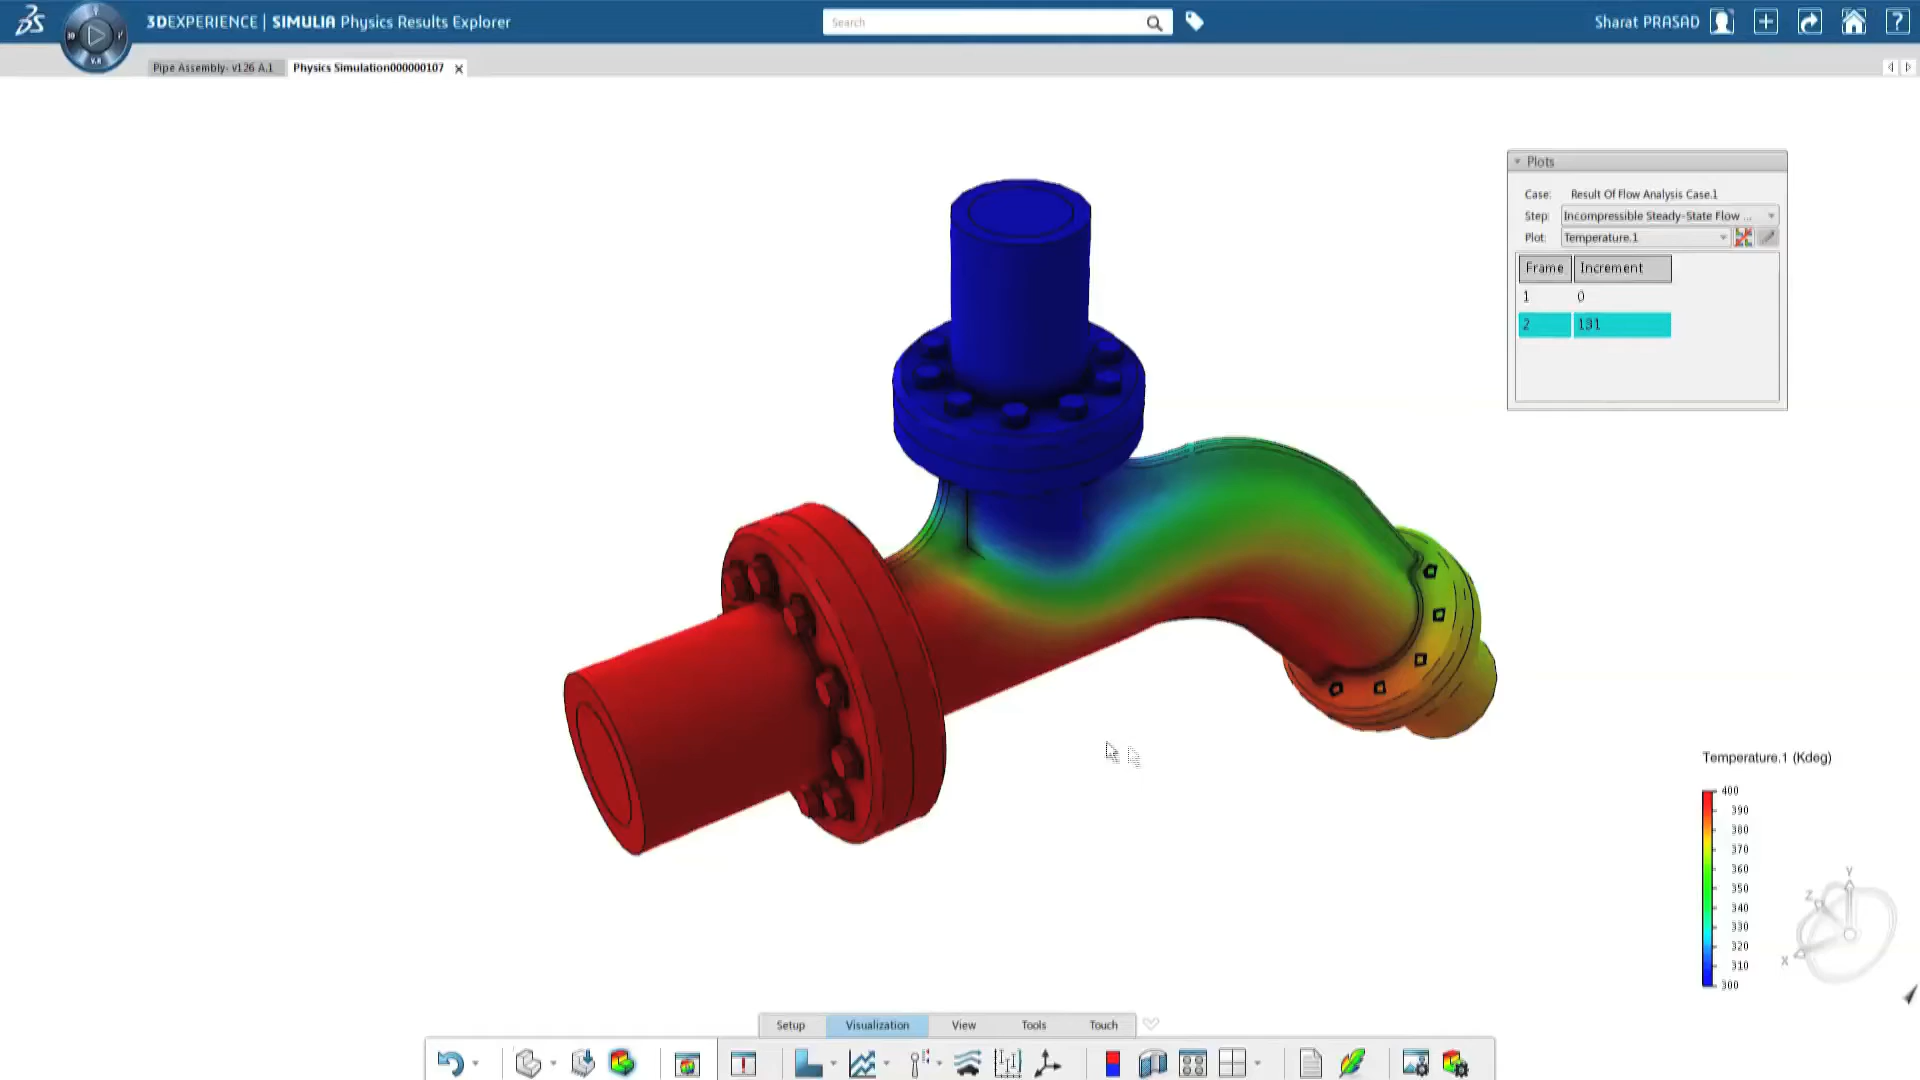 3DEXPERIENCE | SIMULIA Physics Results Explorer
Search
Sharat PRASAD
Pipe Assembly- v126 A.1
Physics Simulation000000107
Plots
Case: Result Of Flow Analysis Case.1
Step: Incompressible Steady-State Flow ...
Plot: Temperature.1
Frame Increment
1 0
2 131
Temperature.1 (Kdeg)
400
390
380
370
360
350
340
330
320
310
300
Y
Z
X
Setup Visualization View Tools Touch